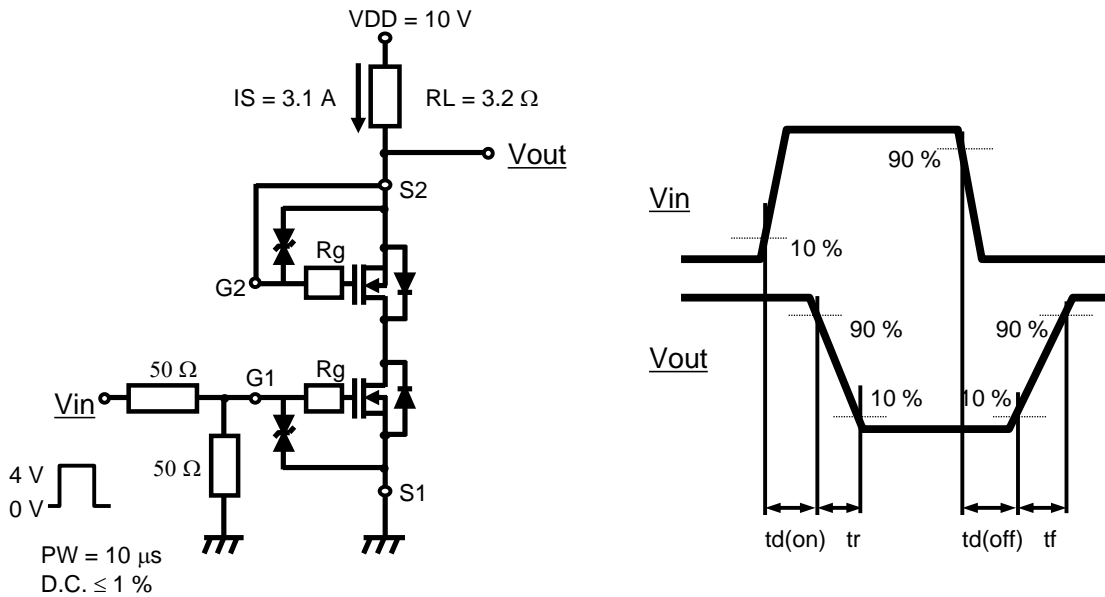 VDD = 10 V
IS = 3.1 A
RL = 3.2 Ω
Vout
S2
Rg
G2
50 Ω
G1
Rg
Vin
50 Ω
4 V
0 V
S1
PW = 10 μs
D.C. ≤ 1 %
Vin
90 %
10 %
Vout
90 %
90 %
10 %
10 %
td(on)
tr
td(off)
tf